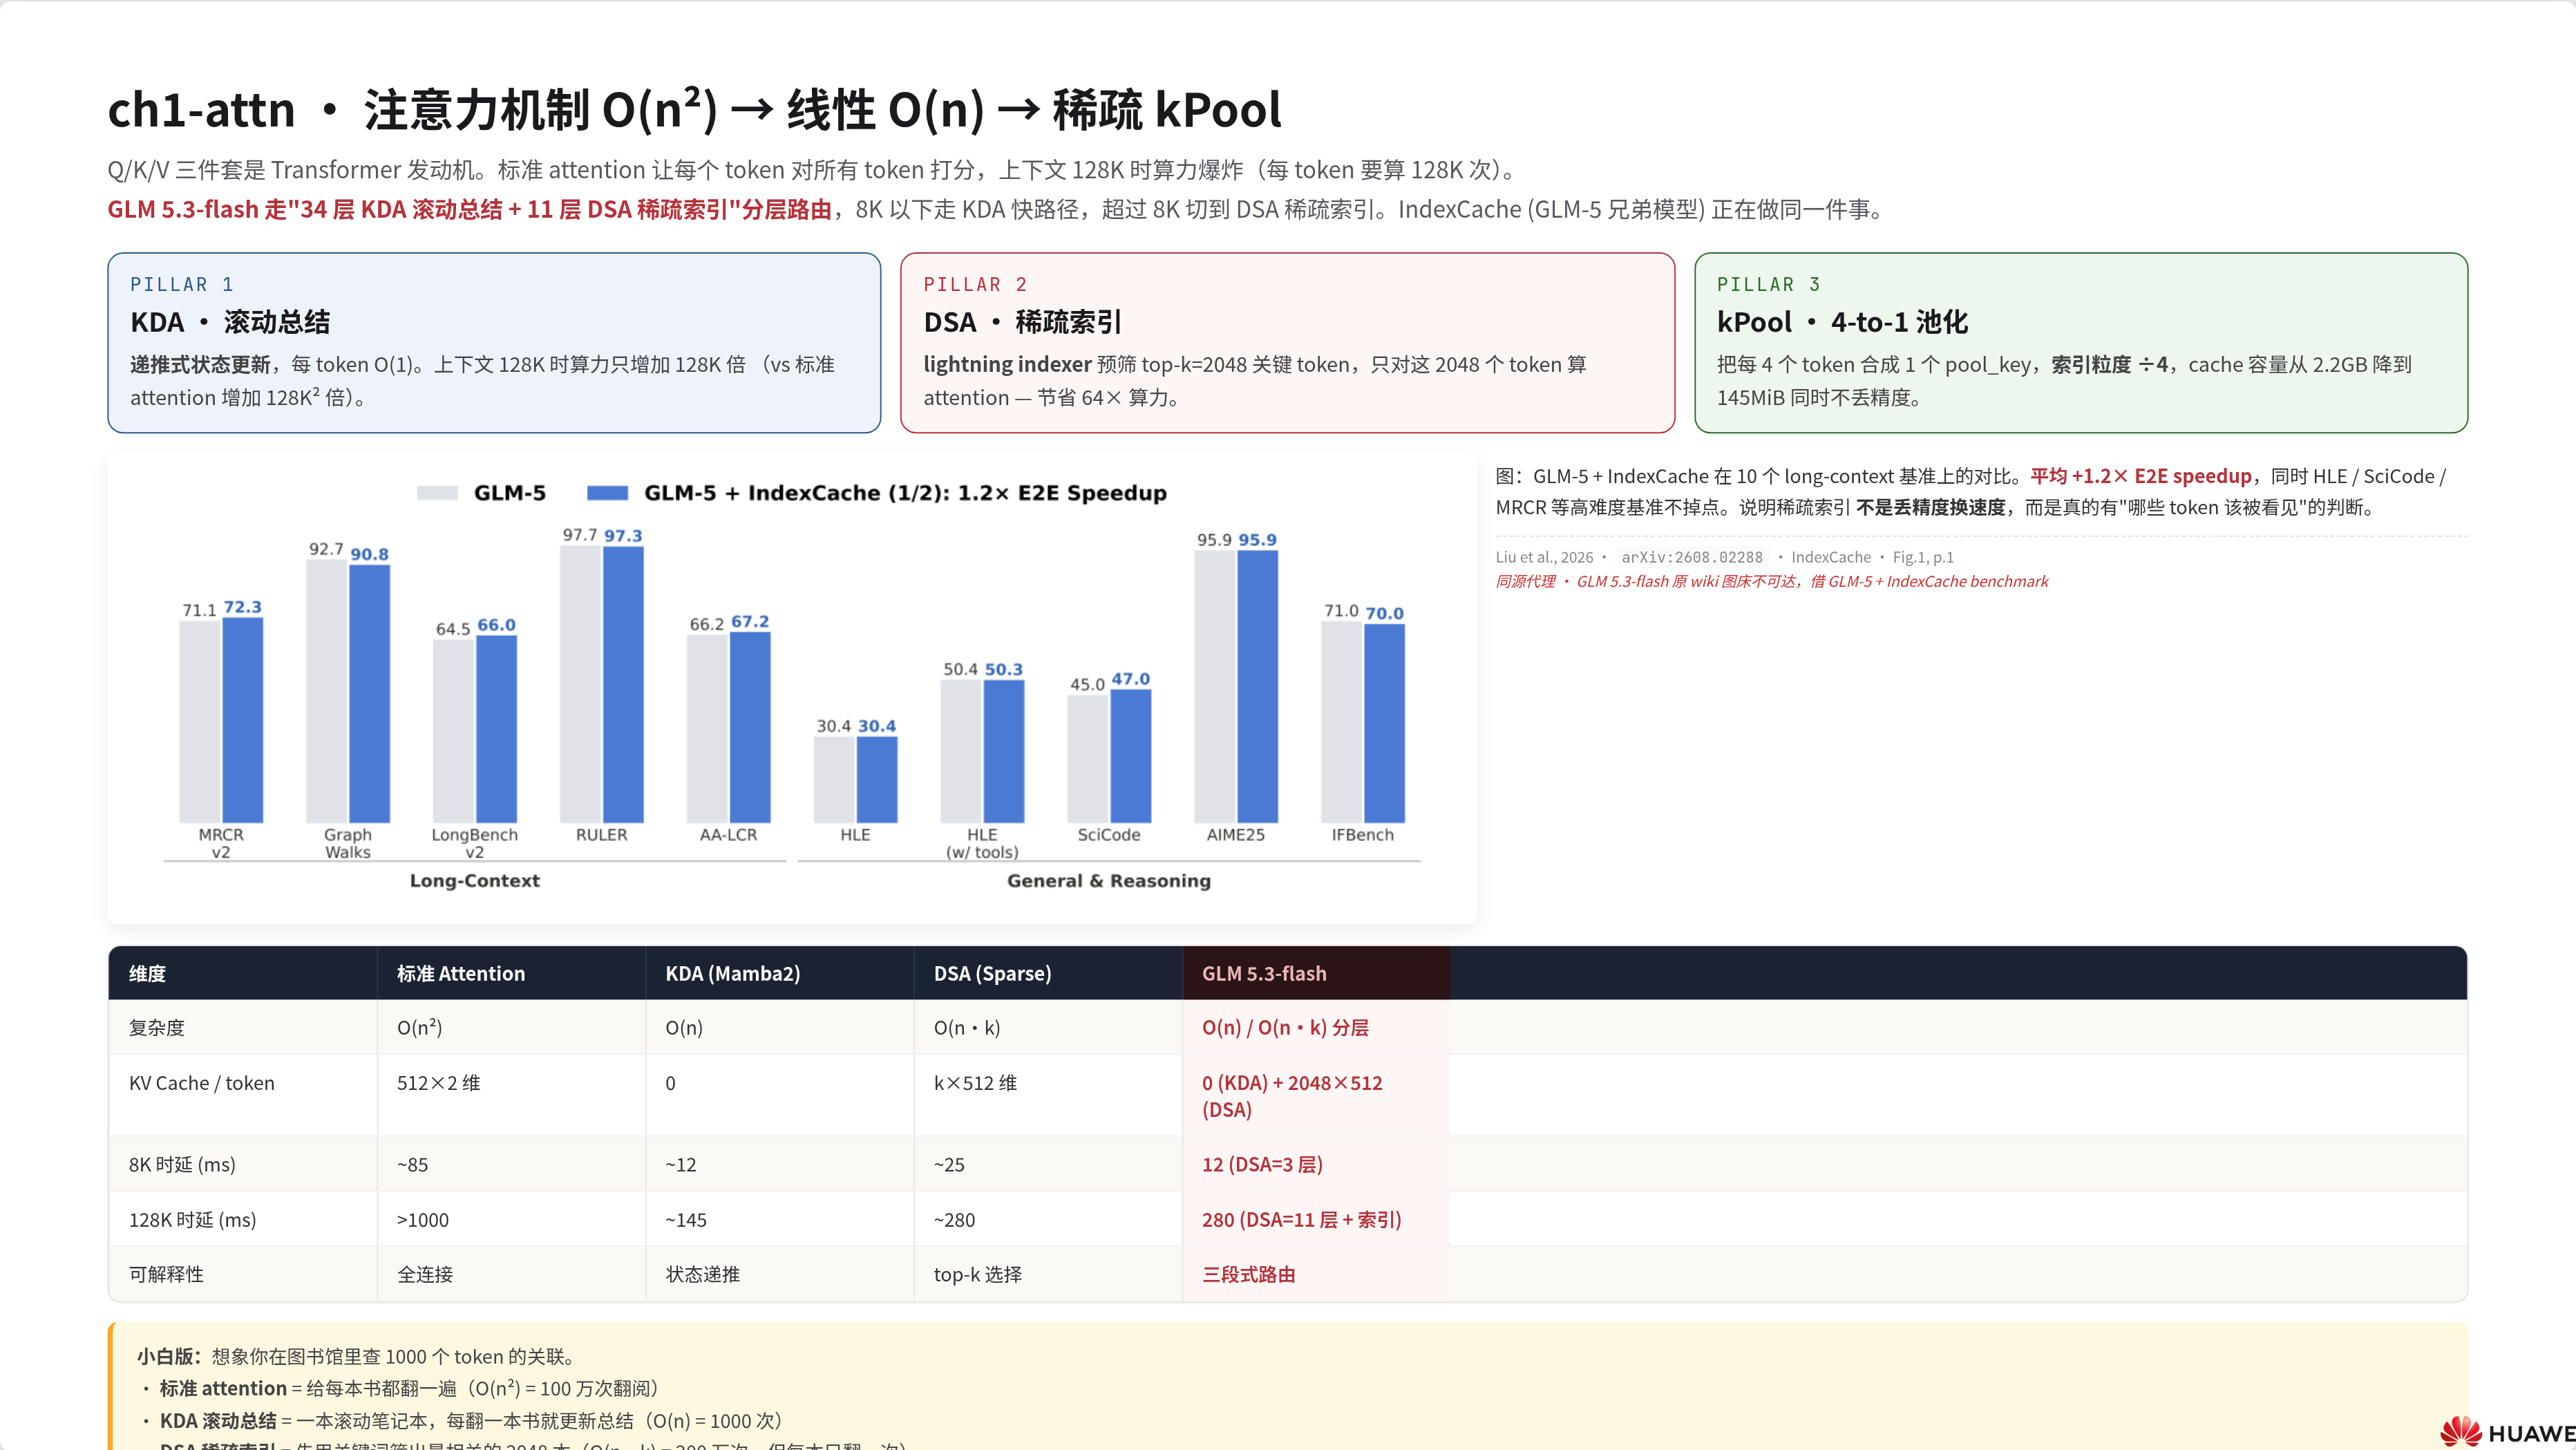 ch1-attn · 注意力机制 O(n²) → 线性 O(n) → 稀疏 kPool
Q/K/V 三件套是 Transformer 发动机。标准 attention 让每个 token 对所有 token 打分，上下文 128K 时算力爆炸（每 token 要算 128K 次）。
GLM 5.3-flash 走"34 层 KDA 滚动总结 + 11 层 DSA 稀疏索引"分层路由，8K 以下走 KDA 快路径，超过 8K 切到 DSA 稀疏索引。IndexCache (GLM-5 兄弟模型) 正在做同一件事。
PILLAR 1
KDA · 滚动总结
递推式状态更新，每 token O(1)。上下文 128K 时算力只增加 128K 倍 （vs 标准
attention 增加 128K² 倍）。
PILLAR 2
DSA · 稀疏索引
lightning indexer 预筛 top-k=2048 关键 token，只对这 2048 个 token 算
attention — 节省 64× 算力。
PILLAR 3
kPool · 4-to-1 池化
把每 4 个 token 合成 1 个 pool_key，索引粒度 ÷4，cache 容量从 2.2GB 降到
145MiB 同时不丢精度。
GLM-5 GLM-5 + IndexCache (1/2): 1.2× E2E Speedup
71.1 72.3 92.7 90.8 64.5 66.0 97.7 97.3 66.2 67.2 30.4 30.4 50.4 50.3 45.0 47.0 95.9 95.9 71.0 70.0
MRCR Graph LongBench RULER AA-LCR HLE HLE SciCode AIME25 IFBench
v2 Walks v2 (w/ tools)
Long-Context General & Reasoning
图：GLM-5 + IndexCache 在 10 个 long-context 基准上的对比。平均 +1.2× E2E speedup，同时 HLE / SciCode /
MRCR 等高难度基准不掉点。说明稀疏索引 不是丢精度换速度，而是真的有"哪些 token 该被看见"的判断。
Liu et al., 2026 · arXiv:2608.02288 · IndexCache · Fig.1, p.1
同源代理 · GLM 5.3-flash 原 wiki 图床不可达，借 GLM-5 + IndexCache benchmark
维度 标准 Attention KDA (Mamba2) DSA (Sparse) GLM 5.3-flash
复杂度 O(n²) O(n) O(n·k) O(n) / O(n·k) 分层
KV Cache / token 512×2 维 0 k×512 维 0 (KDA) + 2048×512
(DSA)
8K 时延 (ms) ~85 ~12 ~25 12 (DSA=3 层)
128K 时延 (ms) >1000 ~145 ~280 280 (DSA=11 层 + 索引)
可解释性 全连接 状态递推 top-k 选择 三段式路由
小白版：想象你在图书馆里查 1000 个 token 的关联。
· 标准 attention = 给每本书都翻一遍（O(n²) = 100 万次翻阅）
· KDA 滚动总结 = 一本滚动笔记本，每翻一本书就更新总结（O(n) = 1000 次）
HUAWE